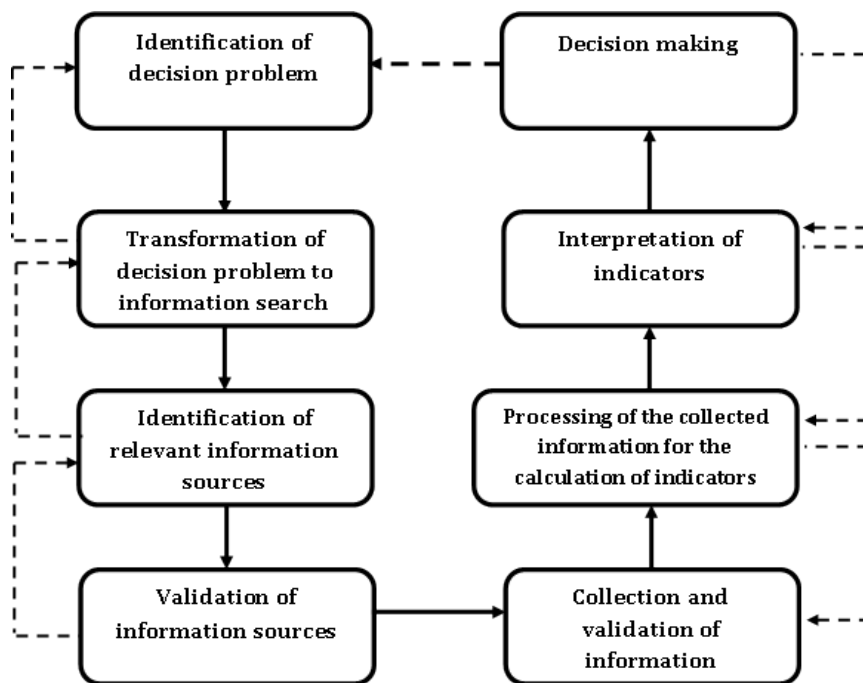 Identification of
decision problem
Transformation of
decision problem to
information search
Identification of
relevant information
sources
Validation of
information sources
Collection and
validation of
information
Processing of the collected
information for the
calculation of indicators
Interpretation of
indicators
Decision making